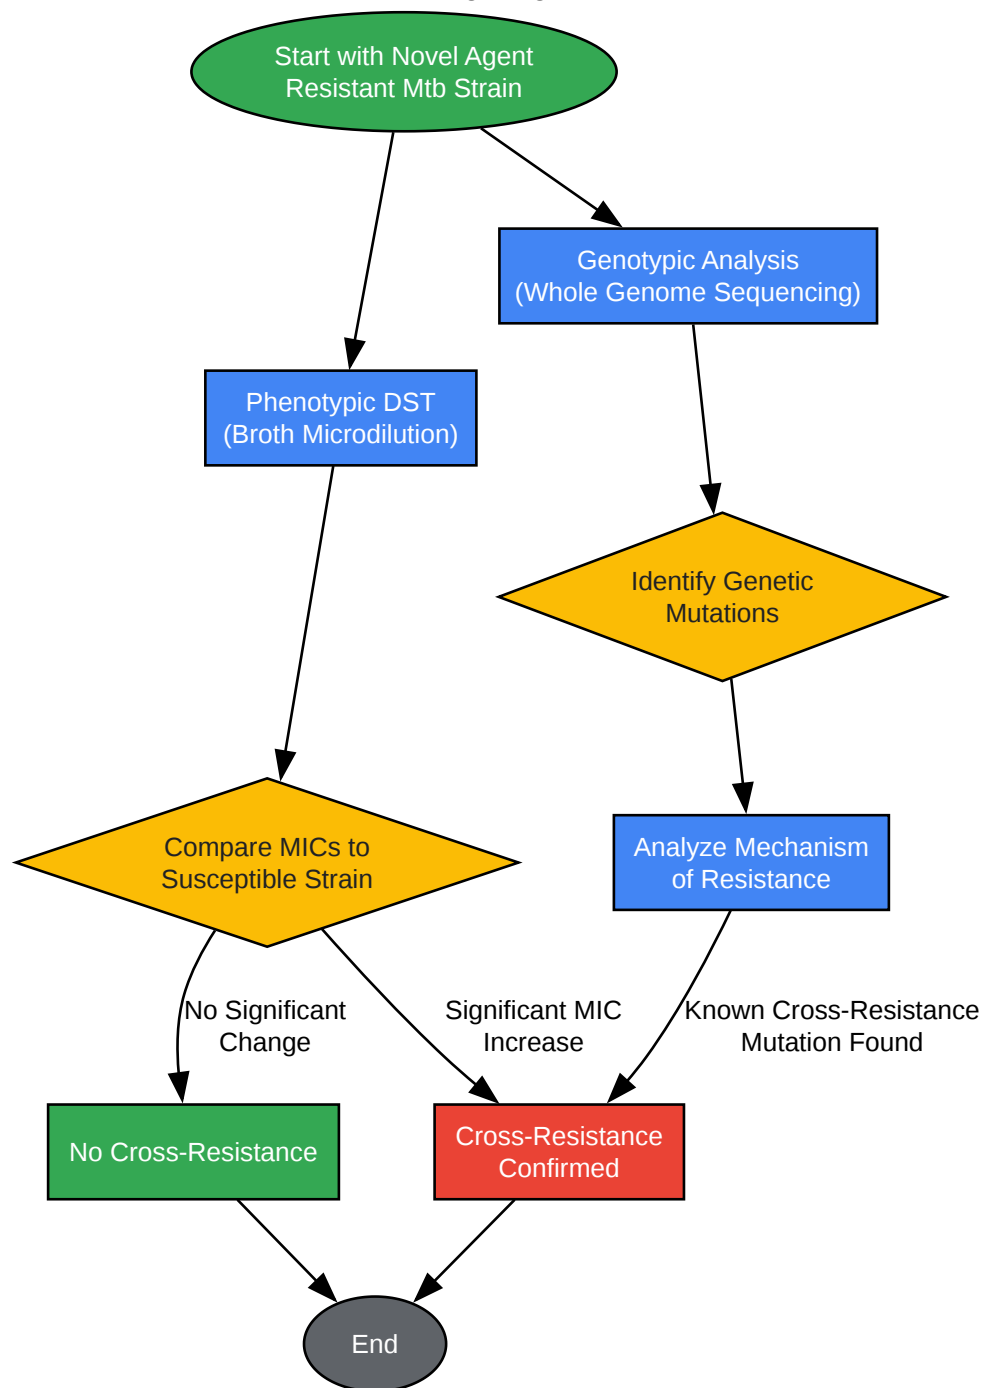 Start with Novel Agent
Resistant Mtb Strain
Genotypic Analysis
(Whole Genome Sequencing)
Phenotypic DST
(Broth Microdilution)
Identify Genetic
Mutations
Compare MICs to
Susceptible Strain
Analyze Mechanism
of Resistance
No Significant
Change
Significant MIC
Increase
Known Cross-Resistance
Mutation Found
No Cross-Resistance
Cross-Resistance
Confirmed
End